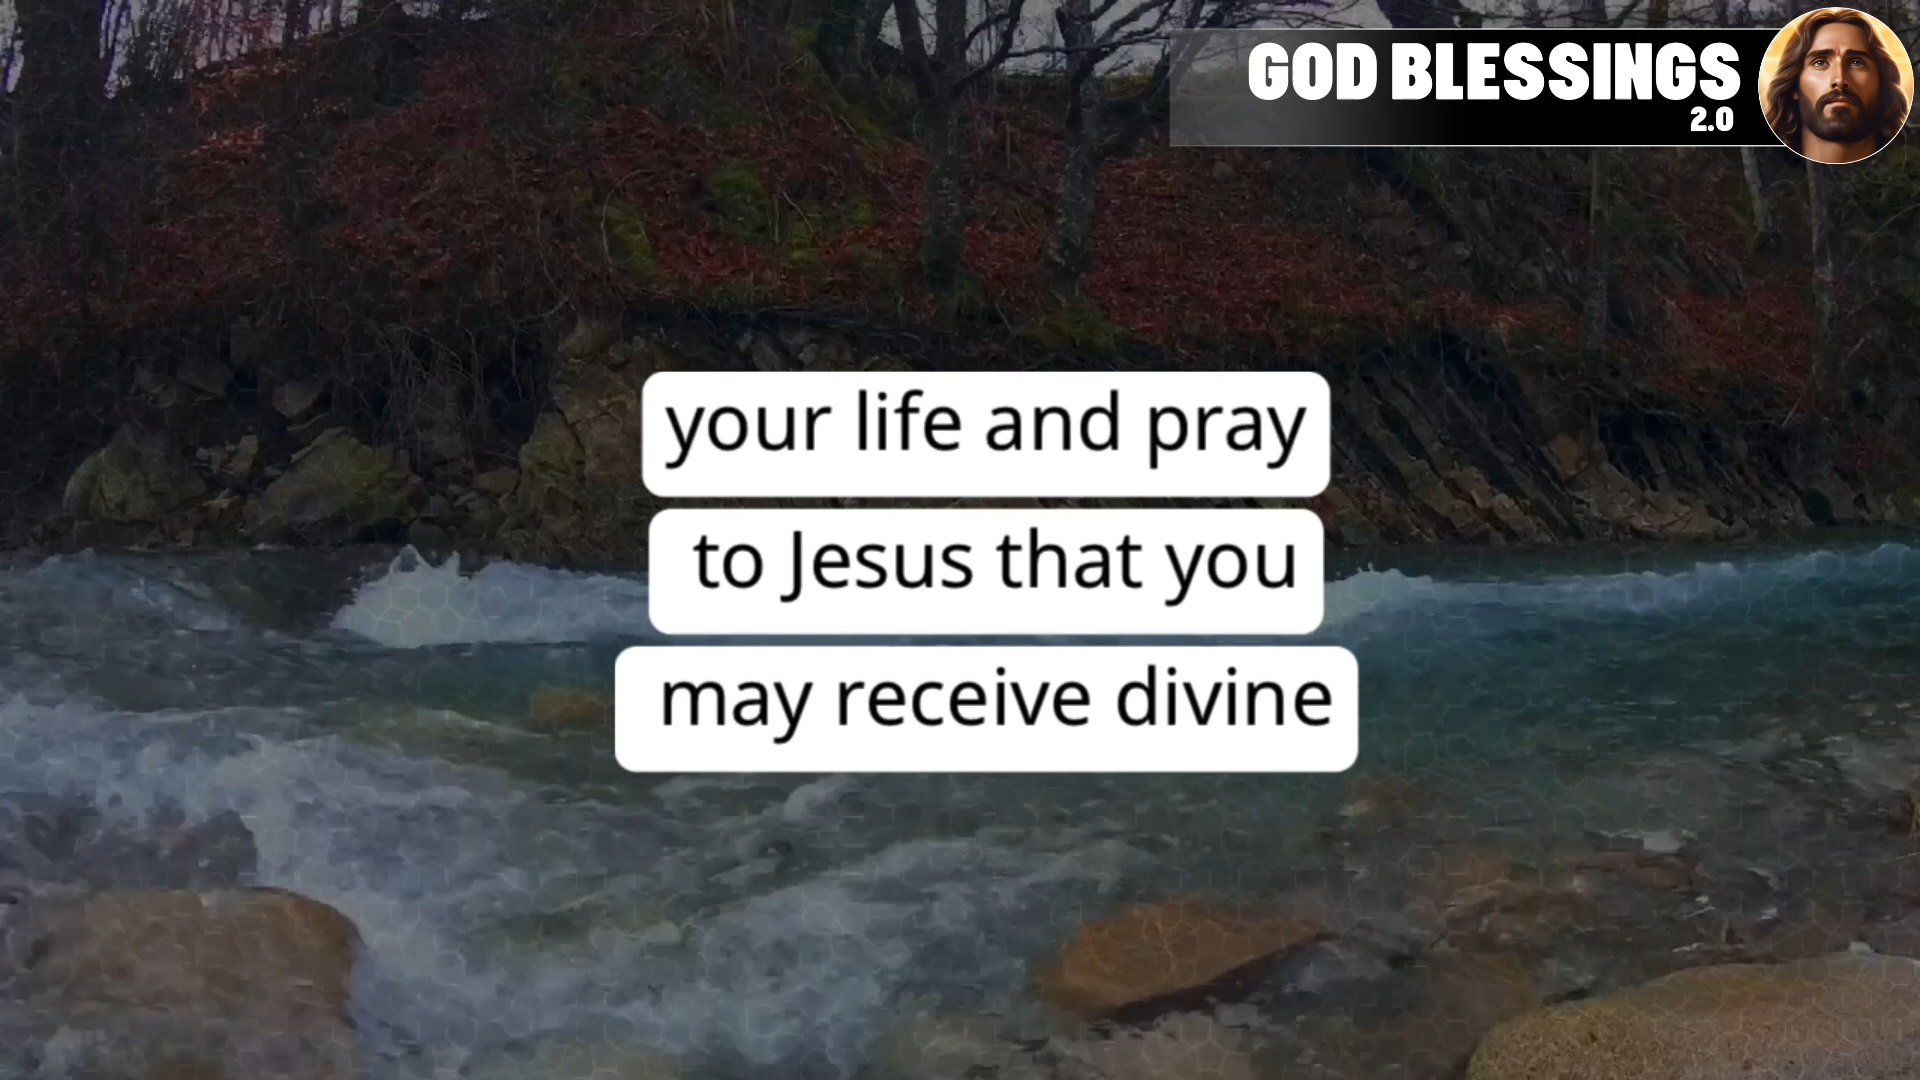 GOD BLESSINGS
2.0
your life and pray
to Jesus that you
may receive divine